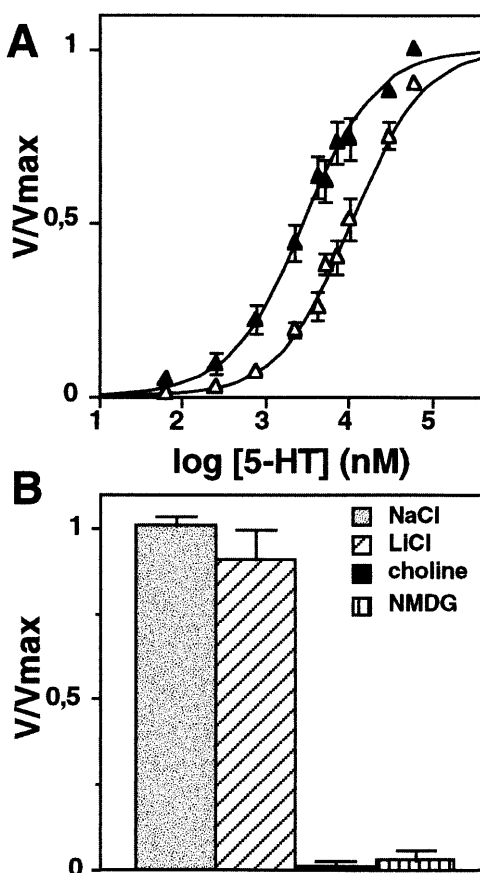 A
V/Vmax
1
0,5
0
1 2 3 4 5
log [5-HT] (nM)
B
V/Vmax
1
0,5
0
NaCl
LiCl
choline
NMDG